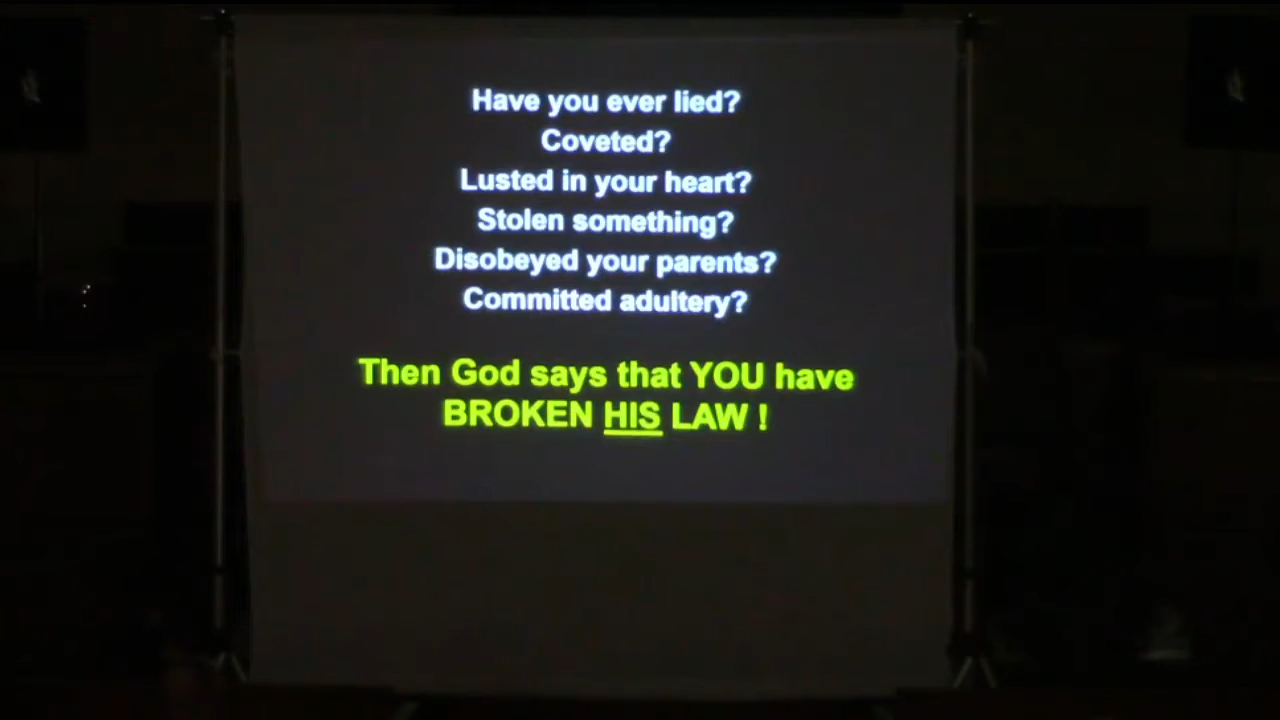 Have you ever lied?
Coveted?
Lusted in your heart?
Stolen something?
Disobeyed your parents?
Committed adultery?
Then God says that YOU have
BROKEN HIS LAW !